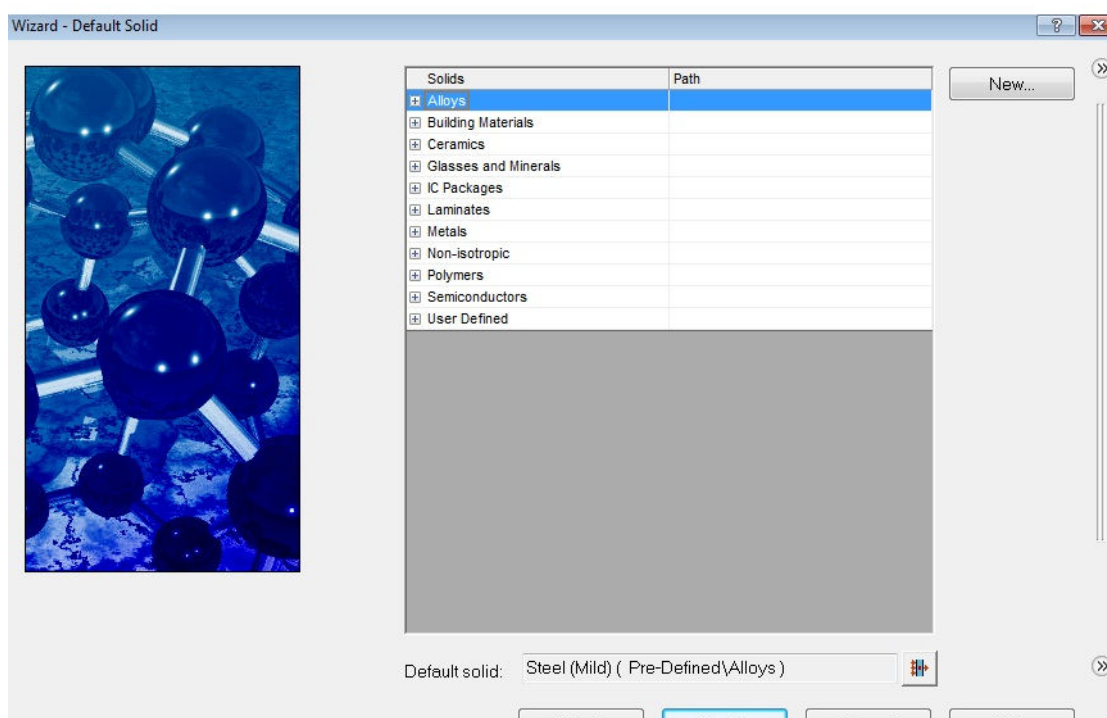 Wizard - Default Solid
?
Solids Path
Alloys
Building Materials
Ceramics
Glasses and Minerals
IC Packages
Laminates
Metals
Non-isotropic
Polymers
Semiconductors
User Defined
New...
Default solid: Steel (Mild) ( Pre-Defined\Alloys )